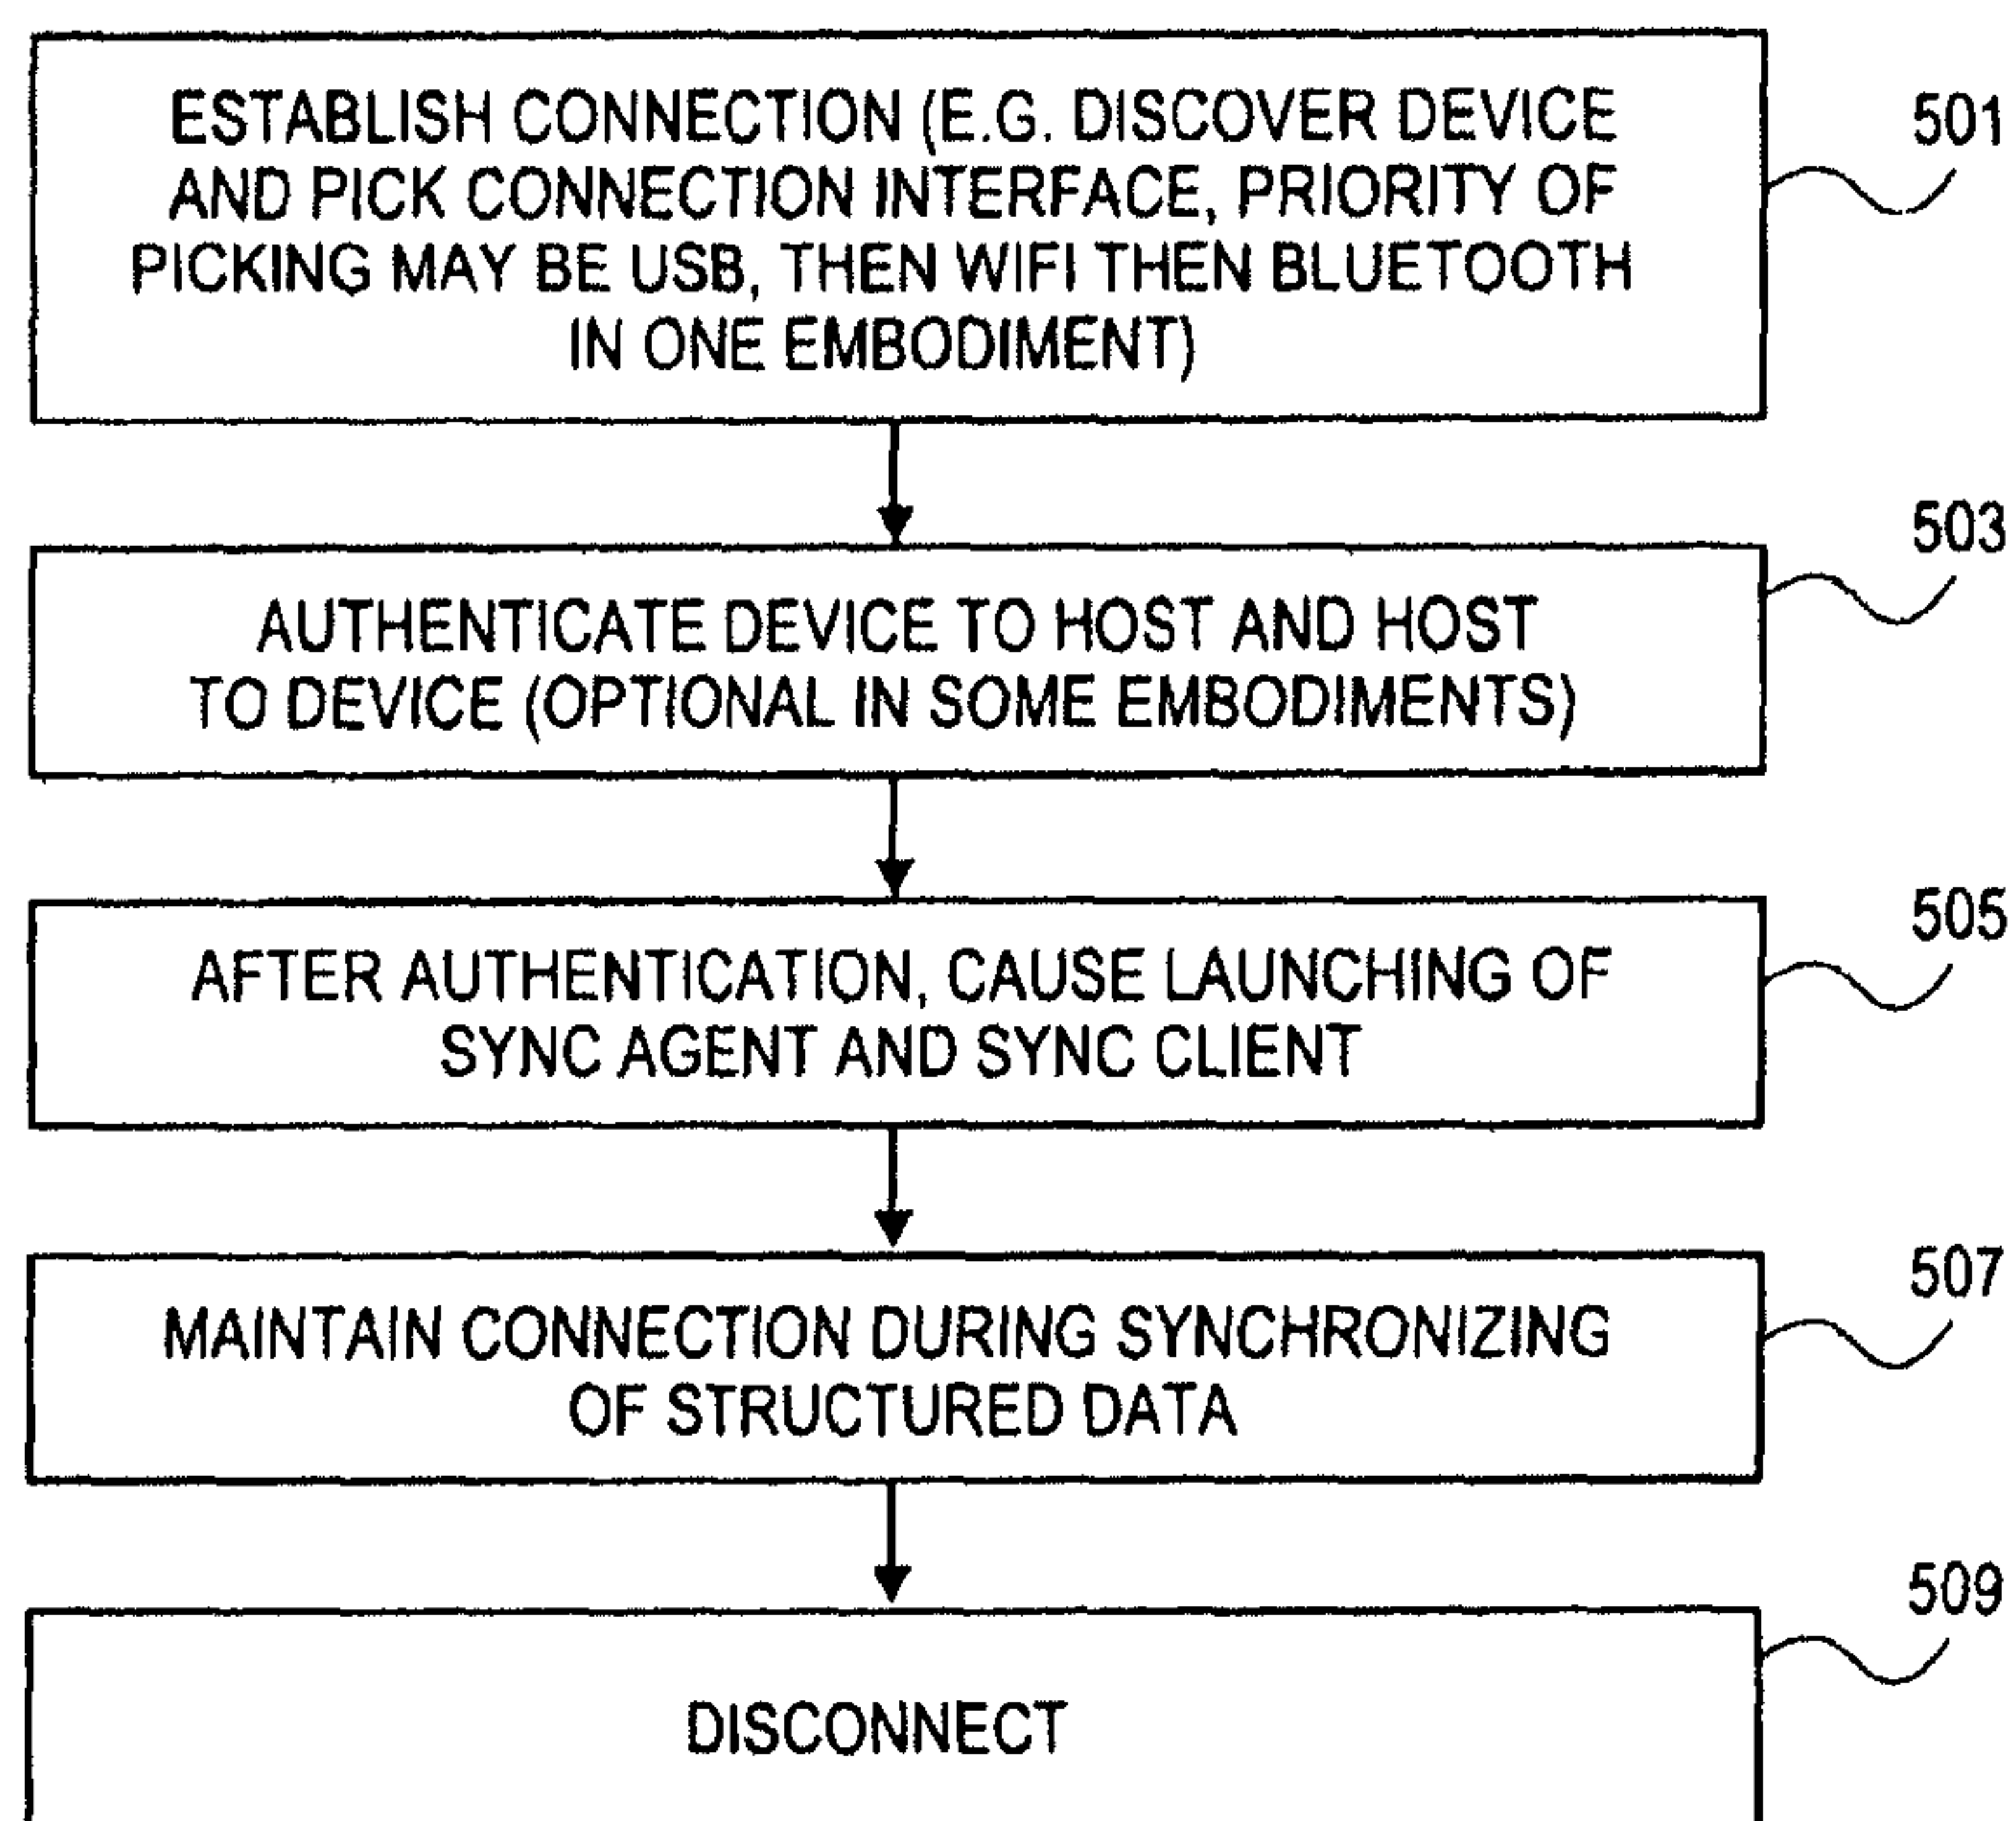 ESTABLISH CONNECTION (E.G. DISCOVER DEVICE
AND PICK CONNECTION INTERFACE, PRIORITY OF
PICKING MAY BE USB, THEN WIFI THEN BLUETOOTH
IN ONE EMBODIMENT)
501
AUTHENTICATE DEVICE TO HOST AND HOST
TO DEVICE (OPTIONAL IN SOME EMBODIMENTS)
503
AFTER AUTHENTICATION, CAUSE LAUNCHING OF
SYNC AGENT AND SYNC CLIENT
505
MAINTAIN CONNECTION DURING SYNCHRONIZING
OF STRUCTURED DATA
507
DISCONNECT
509